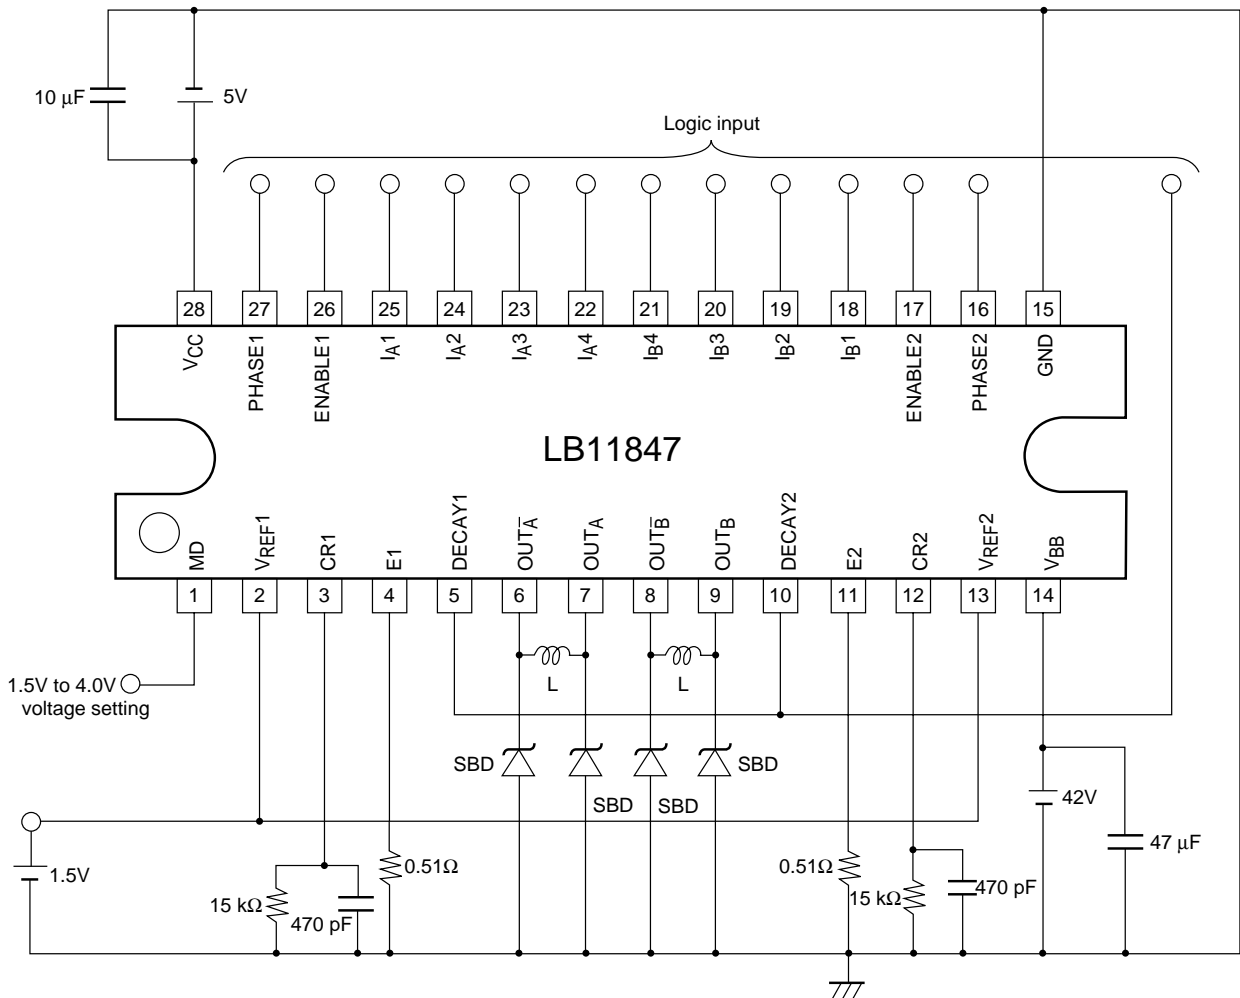 10 μF
5V
Logic input
28 27 26 25 24 23 22 21 20 19 18 17 16 15
VCC
PHASE1
ENABLE1
IA1
IA2
IA3
IA4
IB4
IB3
IB2
IB1
ENABLE2
PHASE2
GND
LB11847
MD
VREF1
CR1
E1
DECAY1
OUTA̅
OUTA
OUTB̅
OUTB
DECAY2
E2
CR2
VREF2
VBB
1 2 3 4 5 6 7 8 9 10 11 12 13 14
1.5V to 4.0V
voltage setting
L
L
SBD
SBD
SBD
SBD
42V
47 μF
1.5V
15 kΩ
470 pF
0.51Ω
0.51Ω
15 kΩ
470 pF